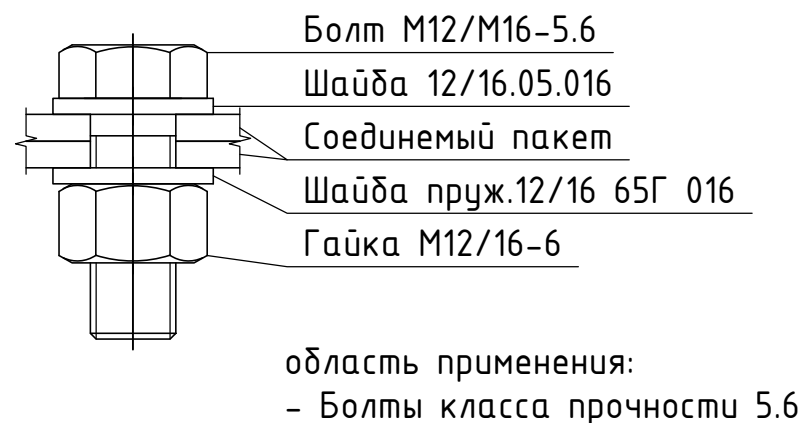 Болт М12/М16-5.6
Шайба 12/16.05.016
Соединемый пакет
Шайба пруж.12/16 65Г 016
Гайка М12/16-6
область применения:
- Болты класса прочности 5.6